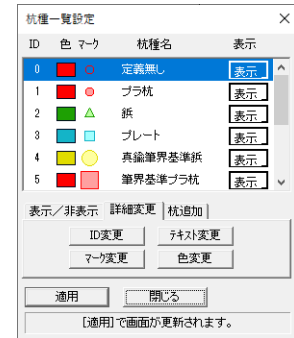 杭種一覧設定 ×
ID 色 マーク 杭種名 表示
0 定義無し 表示
1 プラ杭 表示
2 鋲 表示
3 プレート 表示
4 真鍮筆界基準鋲 表示
5 筆界基準プラ杭 表示
表示/非表示 詳細変更 杭追加
ID変更 テキスト変更
マーク変更 色変更
適用 閉じる
[適用]で画面が更新されます。